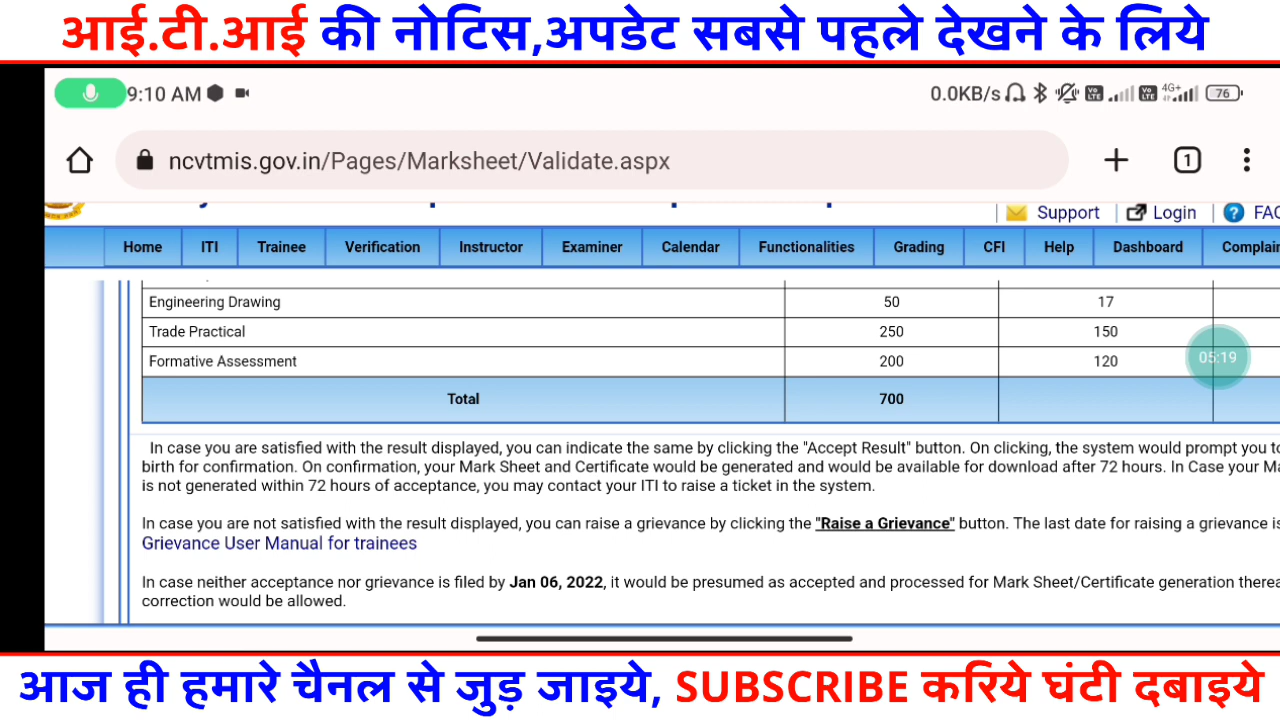 आई.टी.आई की नोटिस,अपडेट सबसे पहले देखने के लिये
9:10 AM 0.0KB/s Vo LTE Vo LTE 4G+ 76
ncvtmis.gov.in/Pages/Marksheet/Validate.aspx 1
Support Login ? FAQ
Home ITI Trainee Verification Instructor Examiner Calendar Functionalities Grading CFI Help Dashboard
Engineering Drawing 50 17
Trade Practical 250 150
Formative Assessment 200 120
05:19
Total 700
In case you are satisfied with the result displayed, you can indicate the same by clicking the "Accept Result" button. On clicking, the system would prompt you to
birth for confirmation. On confirmation, your Mark Sheet and Certificate would be generated and would be available for download after 72 hours. In Case your
is not generated within 72 hours of acceptance, you may contact your ITI to raise a ticket in the system.
In case you are not satisfied with the result displayed, you can raise a grievance by clicking the "Raise a Grievance" button. The last date for raising a grievance is
Grievance User Manual for trainees
In case neither acceptance nor grievance is filed by Jan 06, 2022, it would be presumed as accepted and processed for Mark Sheet/Certificate generation
correction would be allowed.
आज ही हमारे चैनल से जुड़ जाइये, SUBSCRIBE करिये घंटी दबाइये